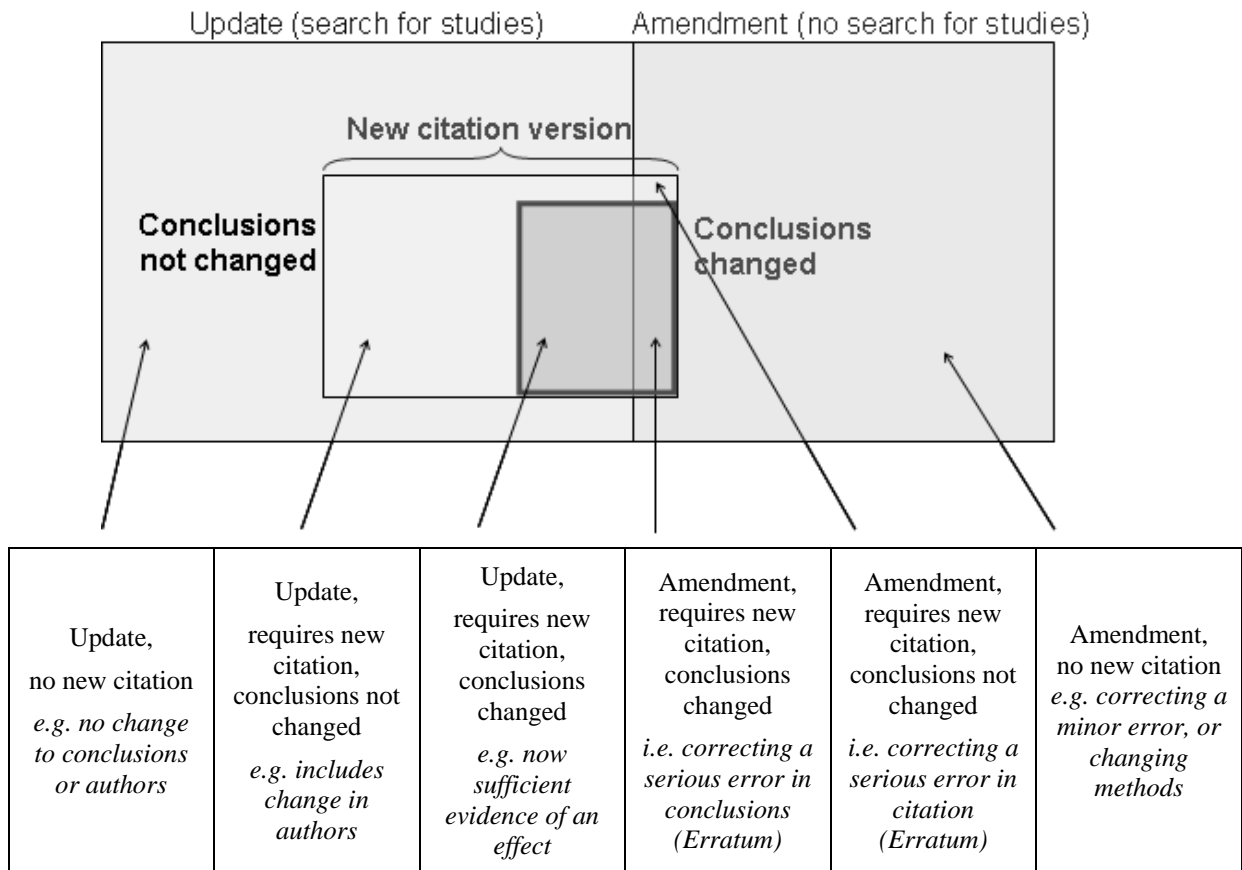 Update (search for studies)
Amendment (no search for studies)
New citation version
Conclusions
not changed
Conclusions
changed
Update,
no new citation
e.g. no change
to conclusions
or authors
Update,
requires new
citation,
conclusions not
changed
e.g. includes
change in
authors
Update,
requires new
citation,
conclusions
changed
e.g. now
sufficient
evidence of an
effect
Amendment,
requires new
citation,
conclusions
changed
i.e. correcting a
serious error in
conclusions
(Erratum)
Amendment,
requires new
citation,
conclusions not
changed
i.e. correcting a
serious error in
citation
(Erratum)
Amendment,
no new citation
e.g. correcting a
minor error, or
changing
methods